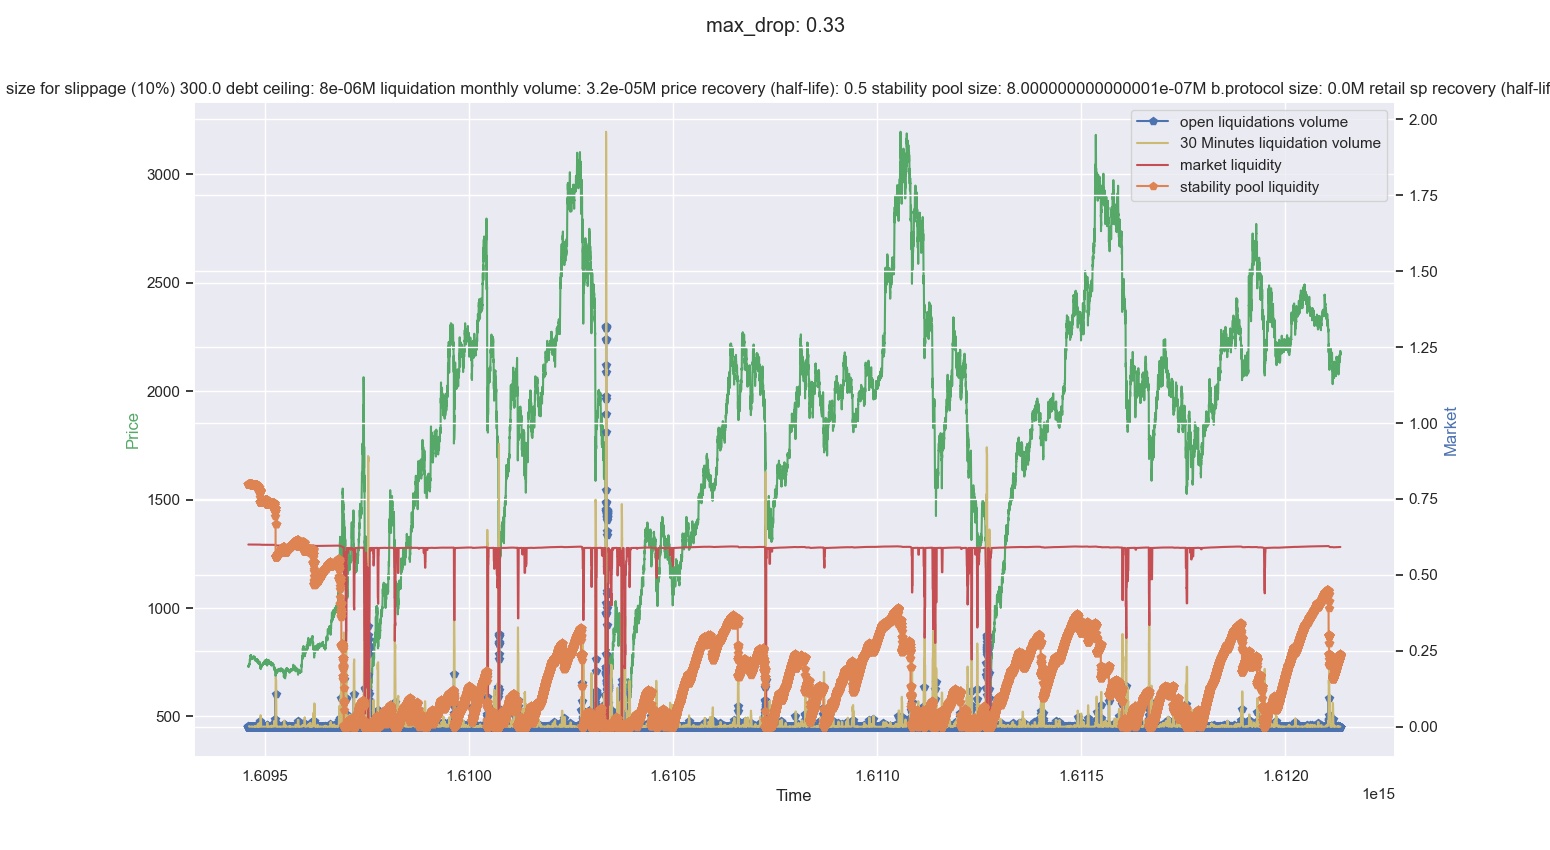 max_drop: 0.33
size for slippage (10%) 300.0 debt ceiling: 8e-06M liquidation monthly volume: 3.2e-05M price recovery (half-life): 0.5 stability pool size: 8.000000000000001e-07M b.protocol size: 0.0M retail sp recovery (half-lif
open liquidations volume
30 Minutes liquidation volume
market liquidity
stability pool liquidity
3000
2500
2000
1500
1000
500
Price
2.00
1.75
1.50
1.25
1.00
0.75
0.50
0.25
0.00
Market
1.6095 1.6100 1.6105 1.6110 1.6115 1.6120
1e15
Time